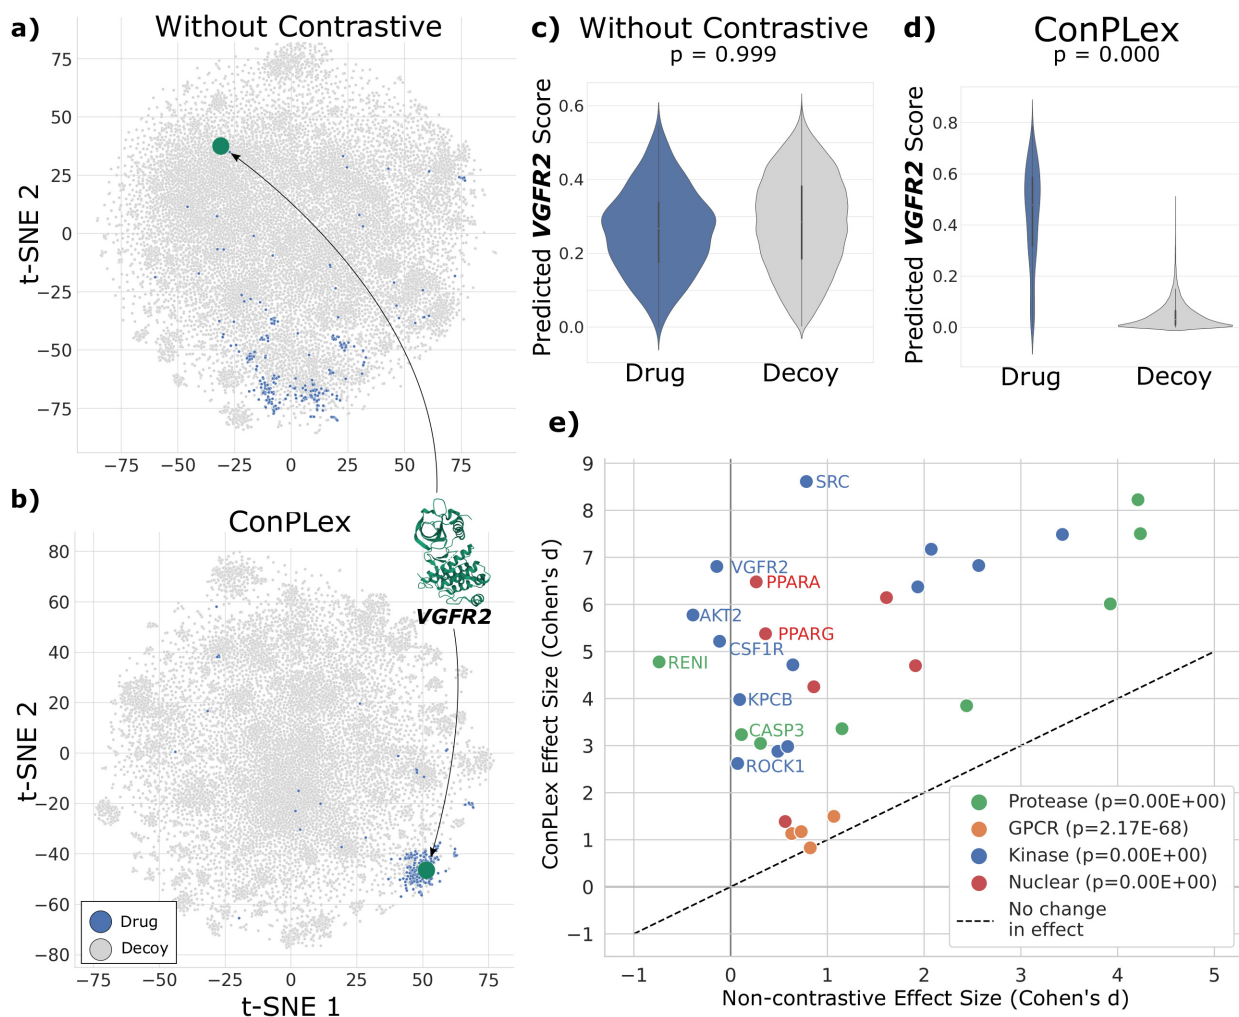 a)
Without Contrastive
75
50
25
0
−25
−50
−75
t-SNE 2
−75 −50 −25 0 25 50 75
b)
ConPLex
80
60
40
20
0
−20
−40
−60
−80
t-SNE 2
−75 −50 −25 0 25 50 75
t-SNE 1
Drug
Decoy
VGFR2
c)
Without Contrastive
p = 0.999
Predicted VGFR2 Score
0.6
0.4
0.2
0.0
Drug Decoy
d)
ConPLex
p = 0.000
Predicted VGFR2 Score
0.8
0.6
0.4
0.2
0.0
Drug Decoy
e)
ConPLex Effect Size (Cohen's d)
9
8
7
6
5
4
3
2
1
0
−1
SRC
VGFR2
PPARA
AKT2
PPARG
CSF1R
RENI
KPCB
CASP3
ROCK1
Protease (p=0.00E+00)
GPCR (p=2.17E-68)
Kinase (p=0.00E+00)
Nuclear (p=0.00E+00)
No change
in effect
−1 0 1 2 3 4 5
Non-contrastive Effect Size (Cohen's d)